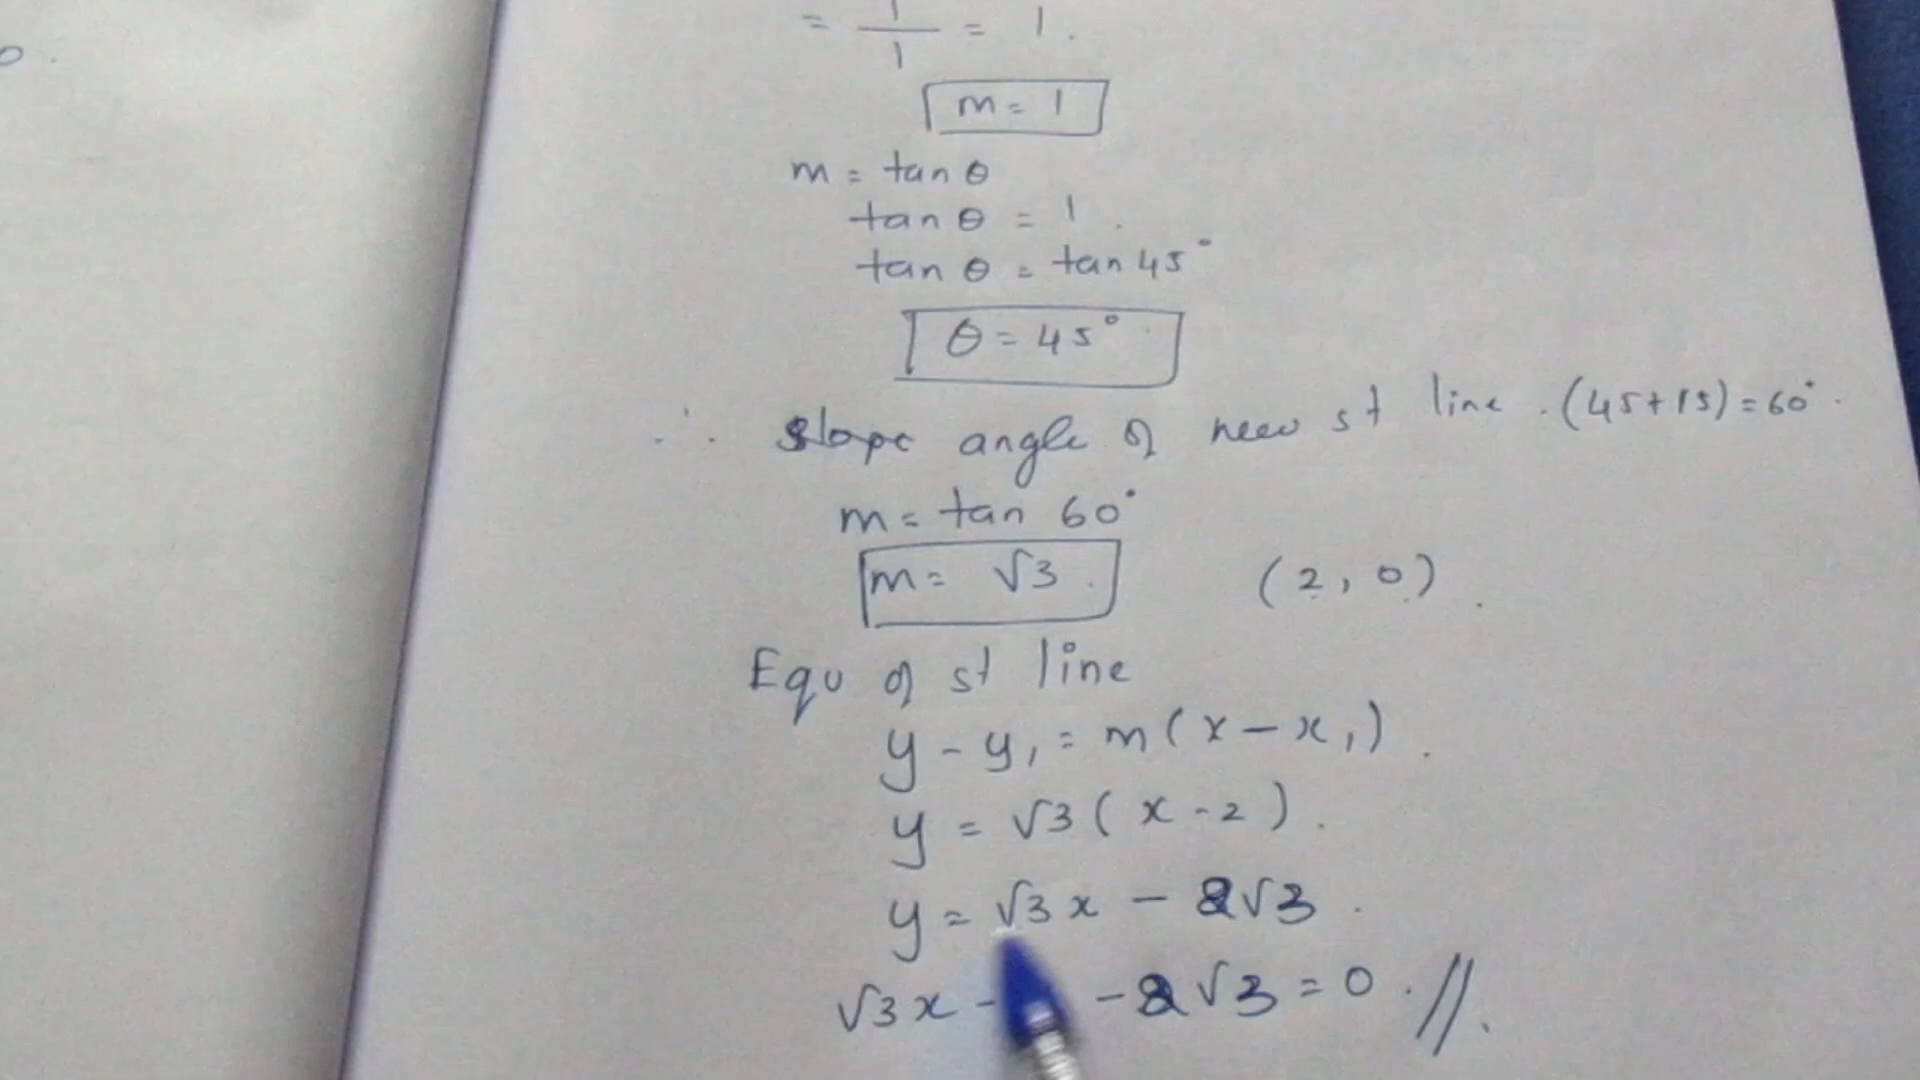 0.
= 1/1 = 1.
m = 1
m = tan θ
tan θ = 1.
tan θ = tan 45°
θ = 45°
∴ slope angle of new st line. (45+15) = 60°.
m = tan 60°
m = √3. (2, 0).
Equ of st line
y - y₁ = m(x - x₁).
y = √3(x - 2).
y = √3x - 2√3.
√3x - - 2√3 = 0. //.